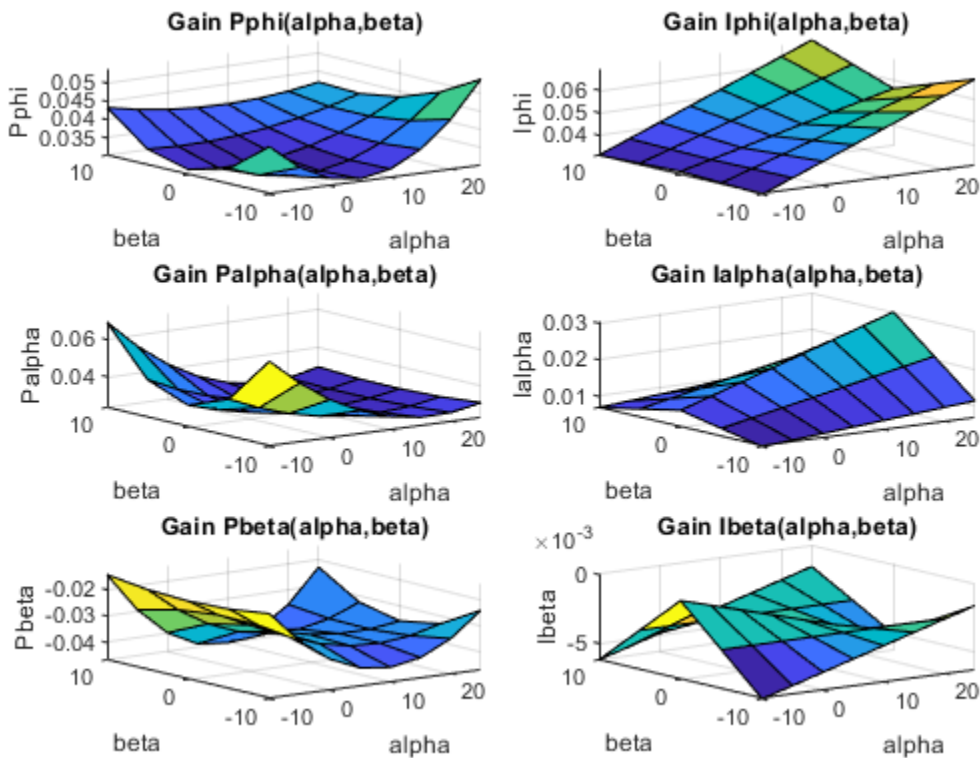 Gain Pphi(alpha,beta)
Pphi
0.05
0.045
0.04
0.035
10
0
-10
beta
-10
0
10
20
alpha
Gain Iphi(alpha,beta)
Iphi
0.06
0.05
0.04
10
0
-10
beta
-10
0
10
20
alpha
Gain Palpha(alpha,beta)
Palpha
0.06
0.04
10
0
-10
beta
-10
0
10
20
alpha
Gain Ialpha(alpha,beta)
Ialpha
0.03
0.02
0.01
10
0
-10
beta
-10
0
10
20
alpha
Gain Pbeta(alpha,beta)
Pbeta
-0.02
-0.03
-0.04
10
0
-10
beta
-10
0
10
20
alpha
Gain Ibeta(alpha,beta)
×10⁻³
Ibeta
0
-5
10
0
-10
beta
-10
0
10
20
alpha